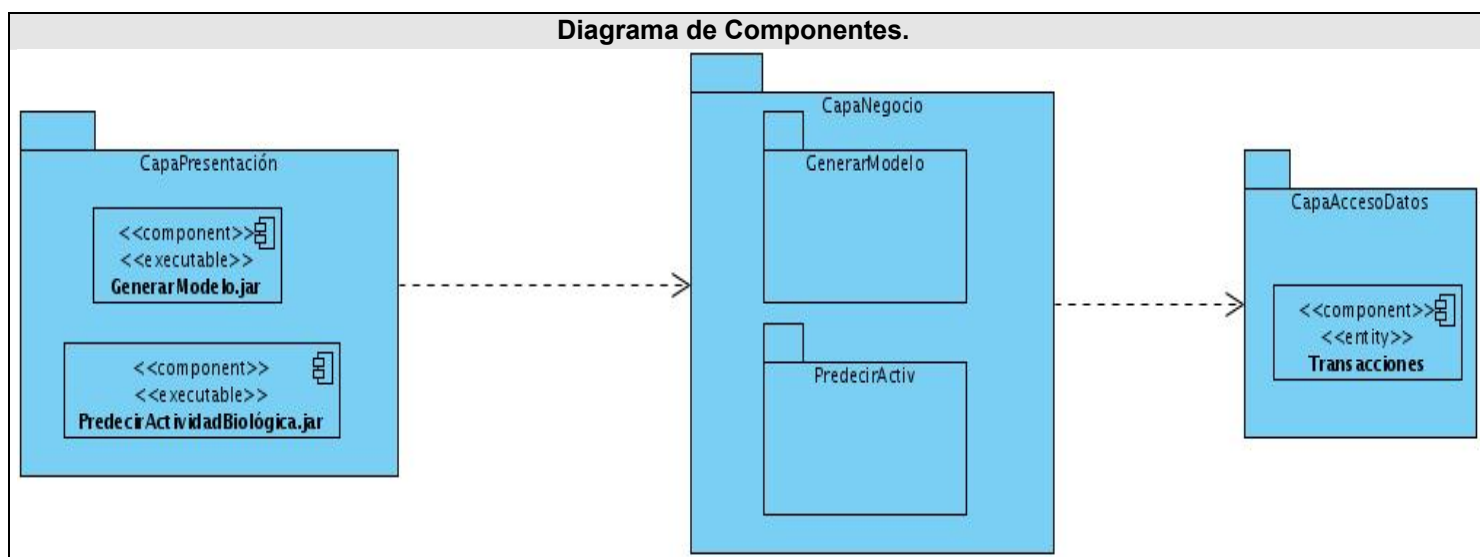 Diagrama de Componentes.
CapaPresentación
<<component>>
<<executable>>
GenerarModelo.jar
<<component>>
<<executable>>
PredecirActividadBiológica.jar
CapaNegocio
GenerarModelo
PredecirActiv
CapaAccesoDatos
<<component>>
<<entity>>
Transacciones